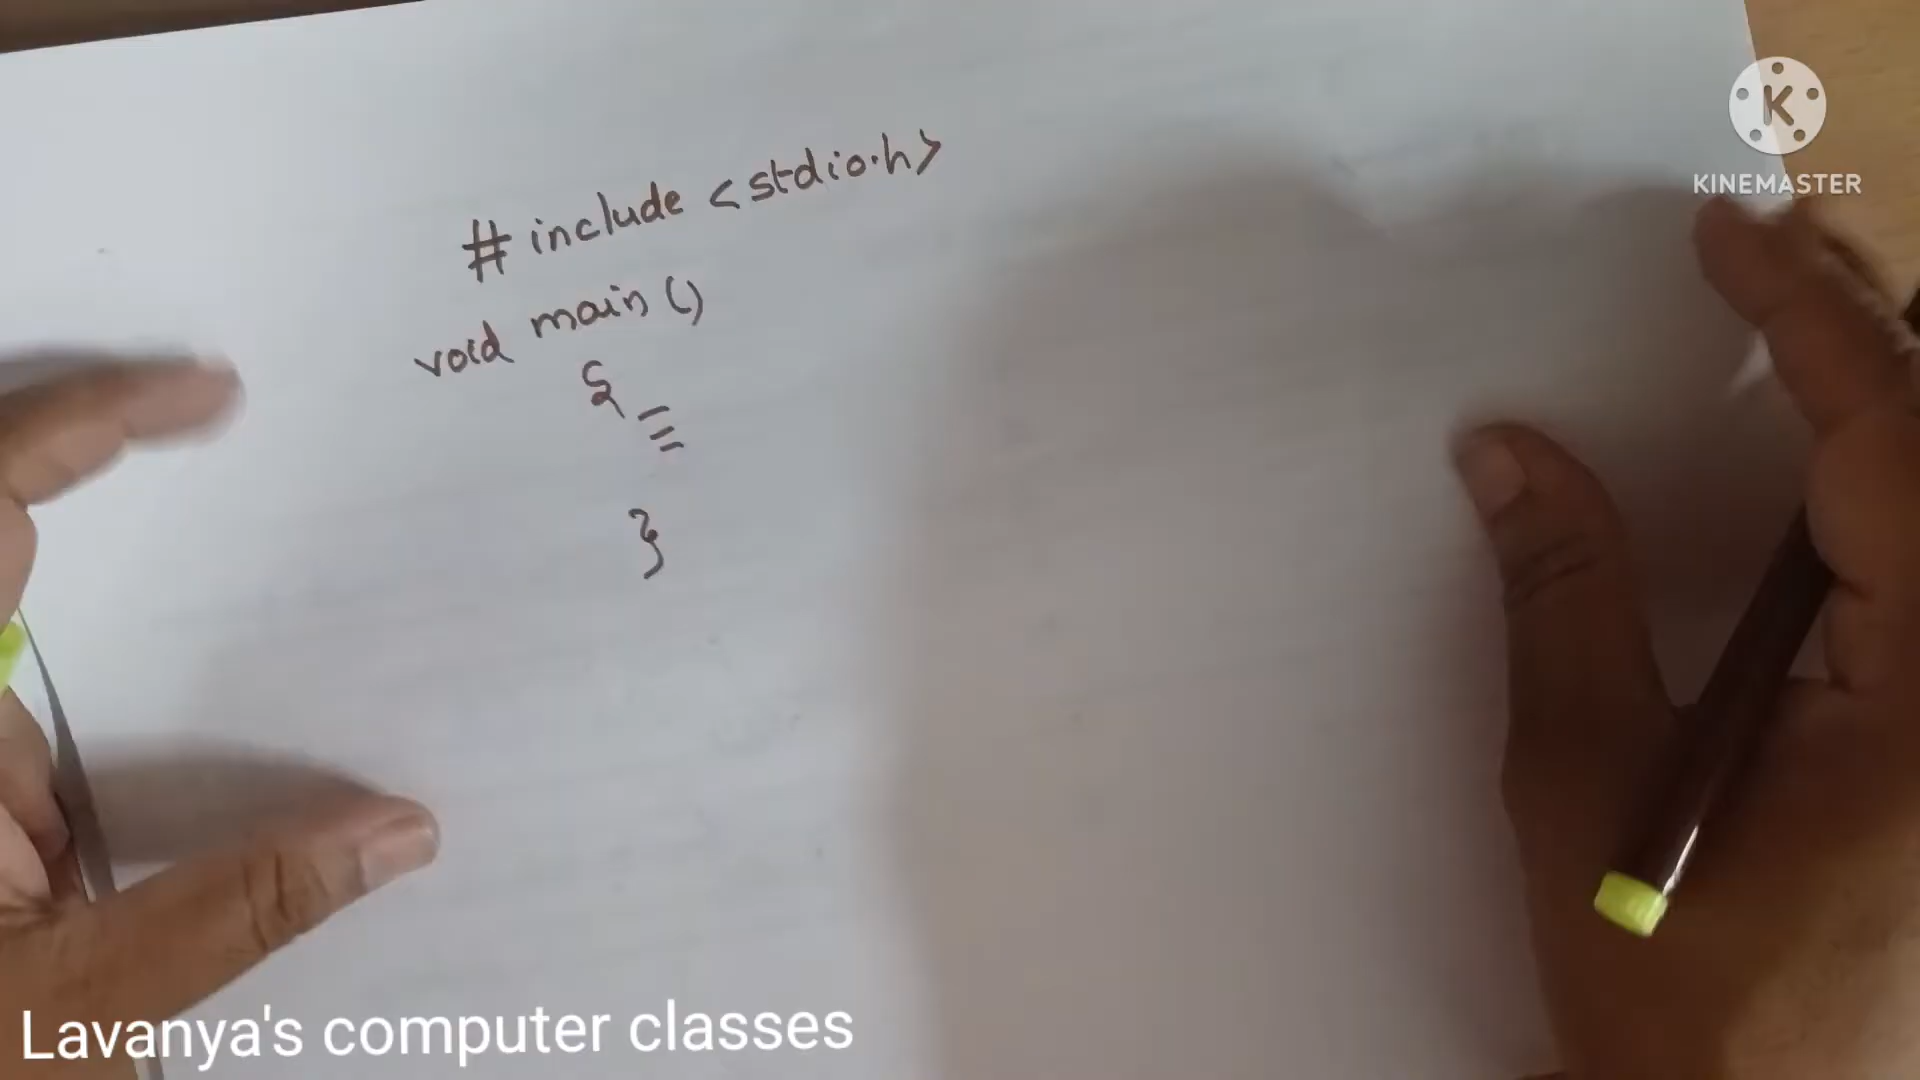 # include <stdio.h>
void main ()
{
}
K
KINEMASTER
Lavanya's computer classes